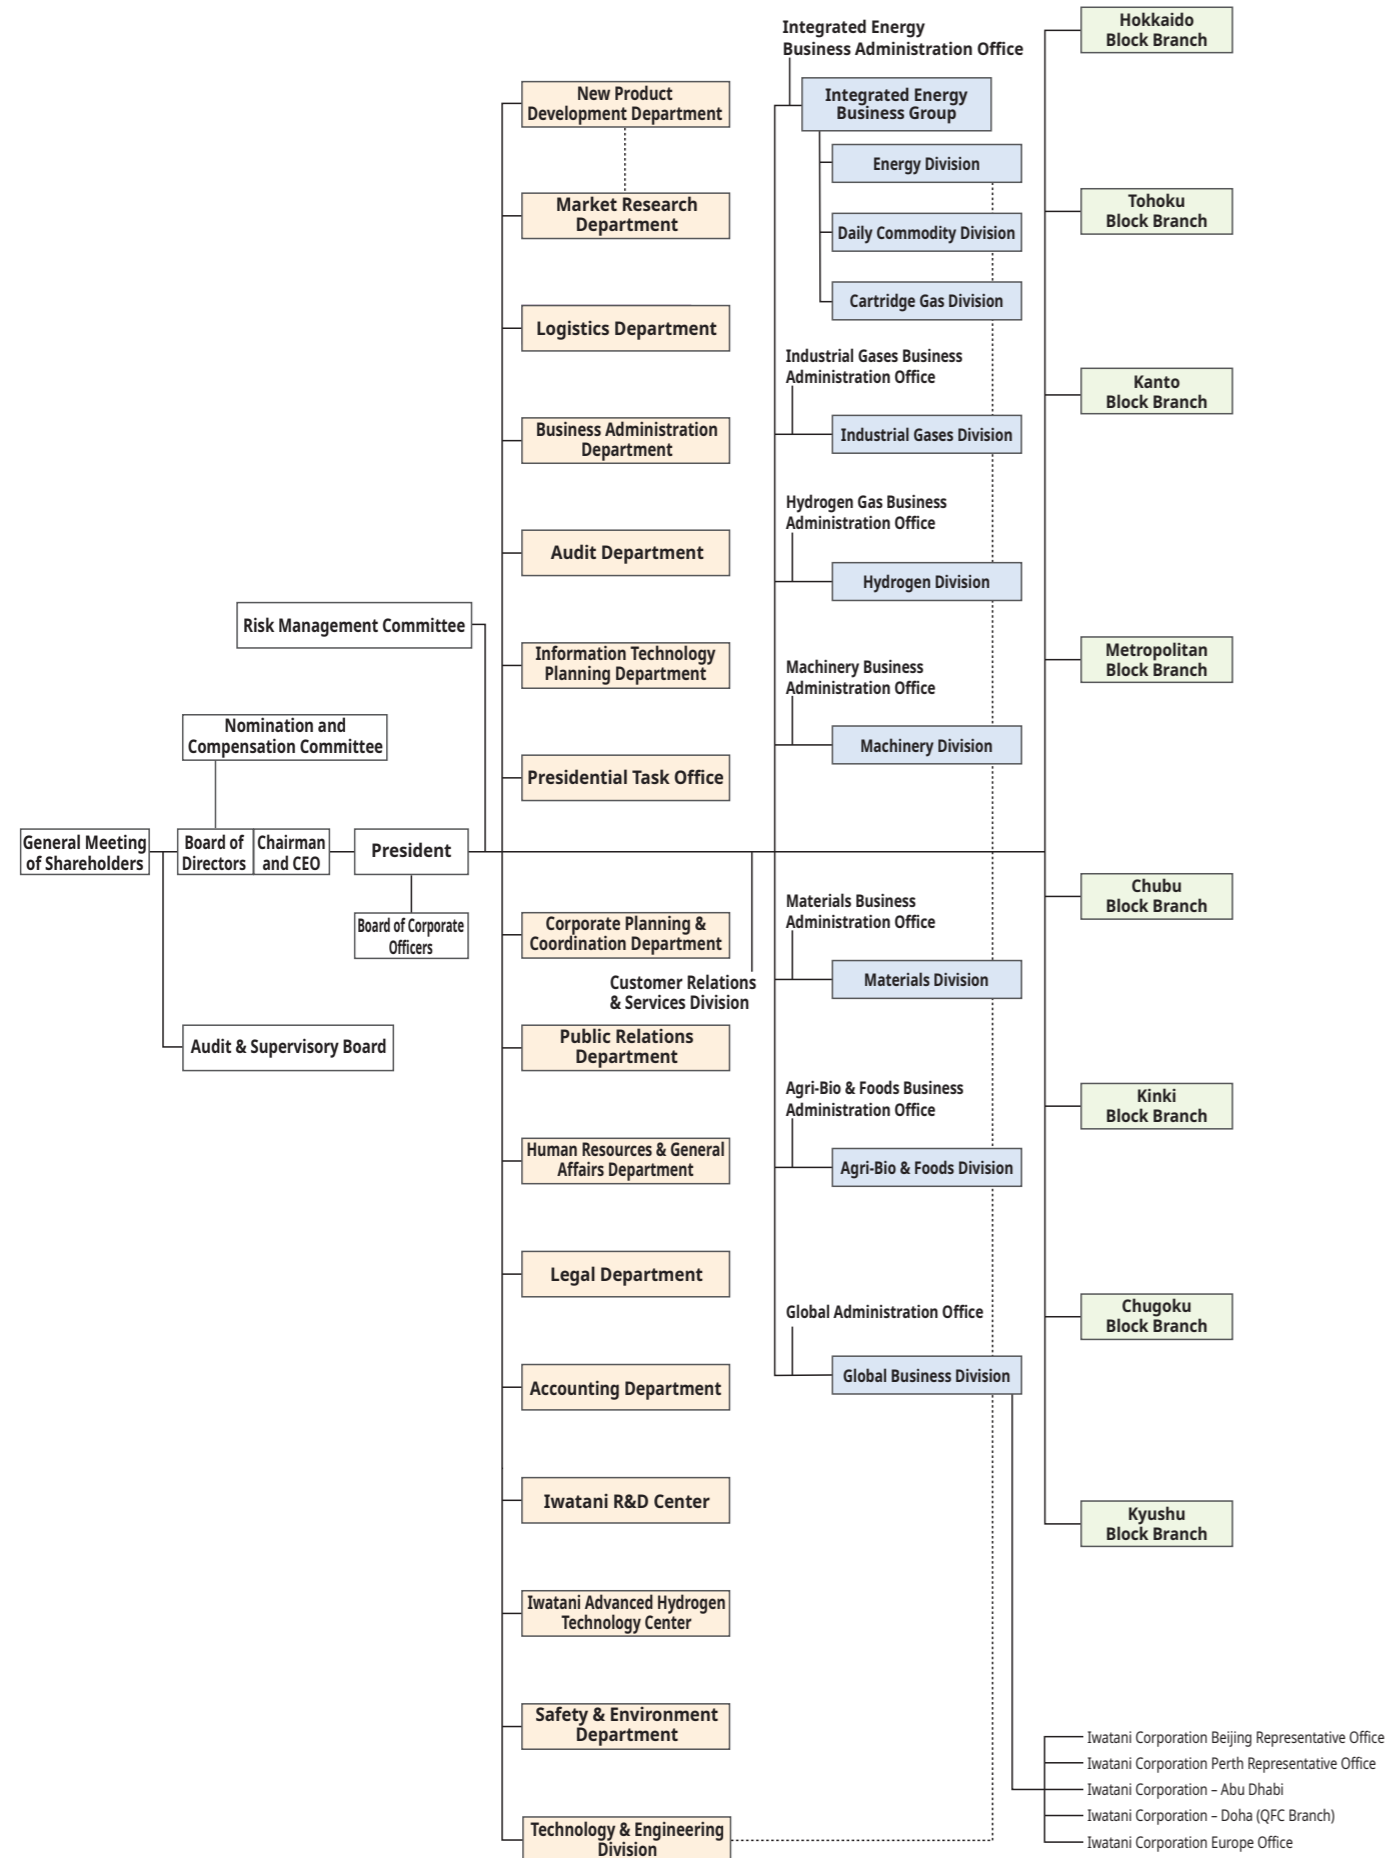 General Meeting
of Shareholders
Nomination and
Compensation Committee
Board of
Directors
Chairman
and CEO
Audit & Supervisory Board
Risk Management Committee
President
Board of Corporate
Officers
New Product
Development Department
Market Research
Department
Logistics Department
Business Administration
Department
Audit Department
Information Technology
Planning Department
Presidential Task Office
Corporate Planning &
Coordination Department
Customer Relations
& Services Division
Public Relations
Department
Human Resources & General
Affairs Department
Legal Department
Accounting Department
Iwatani R&D Center
Iwatani Advanced Hydrogen
Technology Center
Safety & Environment
Department
Technology & Engineering
Division
Integrated Energy
Business Administration Office
Integrated Energy
Business Group
Energy Division
Daily Commodity Division
Cartridge Gas Division
Industrial Gases Business
Administration Office
Industrial Gases Division
Hydrogen Gas Business
Administration Office
Hydrogen Division
Machinery Business
Administration Office
Machinery Division
Materials Business
Administration Office
Materials Division
Agri-Bio & Foods Business
Administration Office
Agri-Bio & Foods Division
Global Administration Office
Global Business Division
Hokkaido
Block Branch
Tohoku
Block Branch
Kanto
Block Branch
Metropolitan
Block Branch
Chubu
Block Branch
Kinki
Block Branch
Chugoku
Block Branch
Kyushu
Block Branch
Iwatani Corporation Beijing Representative Office
Iwatani Corporation Perth Representative Office
Iwatani Corporation – Abu Dhabi
Iwatani Corporation – Doha (QFC Branch)
Iwatani Corporation Europe Office